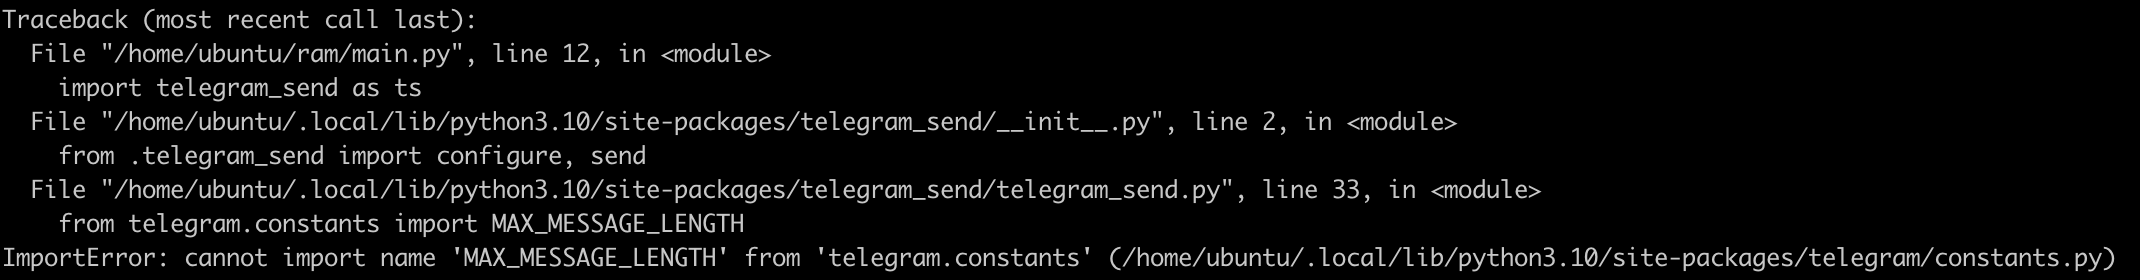 Traceback (most recent call last):
  File "/home/ubuntu/ram/main.py", line 12, in <module>
    import telegram_send as ts
  File "/home/ubuntu/.local/lib/python3.10/site-packages/telegram_send/__init__.py", line 2, in <module>
    from .telegram_send import configure, send
  File "/home/ubuntu/.local/lib/python3.10/site-packages/telegram_send/telegram_send.py", line 33, in <module>
    from telegram.constants import MAX_MESSAGE_LENGTH
ImportError: cannot import name 'MAX_MESSAGE_LENGTH' from 'telegram.constants' (/home/ubuntu/.local/lib/python3.10/site-packages/telegram/constants.py)